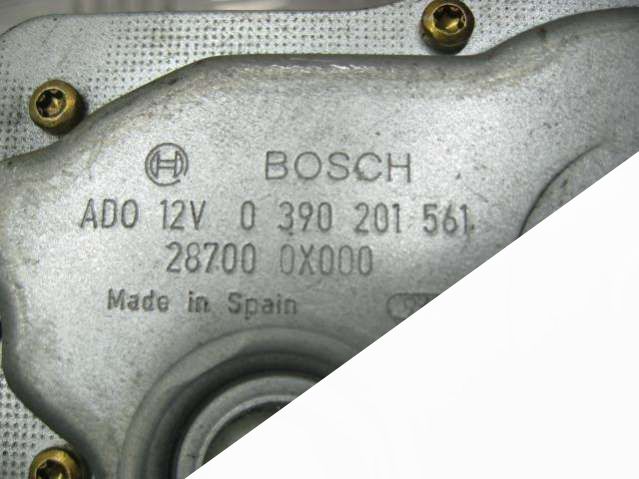 BOSCH
ADO 12V 0 390 201 561
28700 0X000
Made in Spain